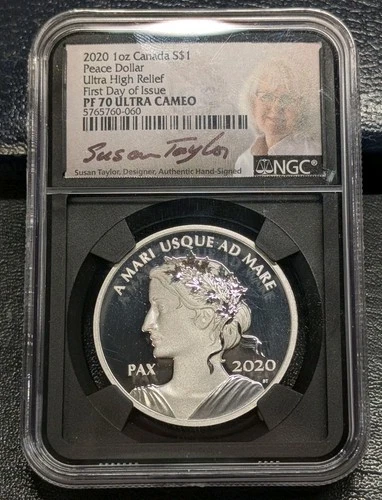 2020 1oz Canada S$1
Peace Dollar
Ultra High Relief
First Day of Issue
PF 70 ULTRA CAMEO
5765760-060
Susan Taylor
NGC®
Susan Taylor, Designer, Authentic Hand-Signed
A MARI USQUE AD MARE
PAX 2020